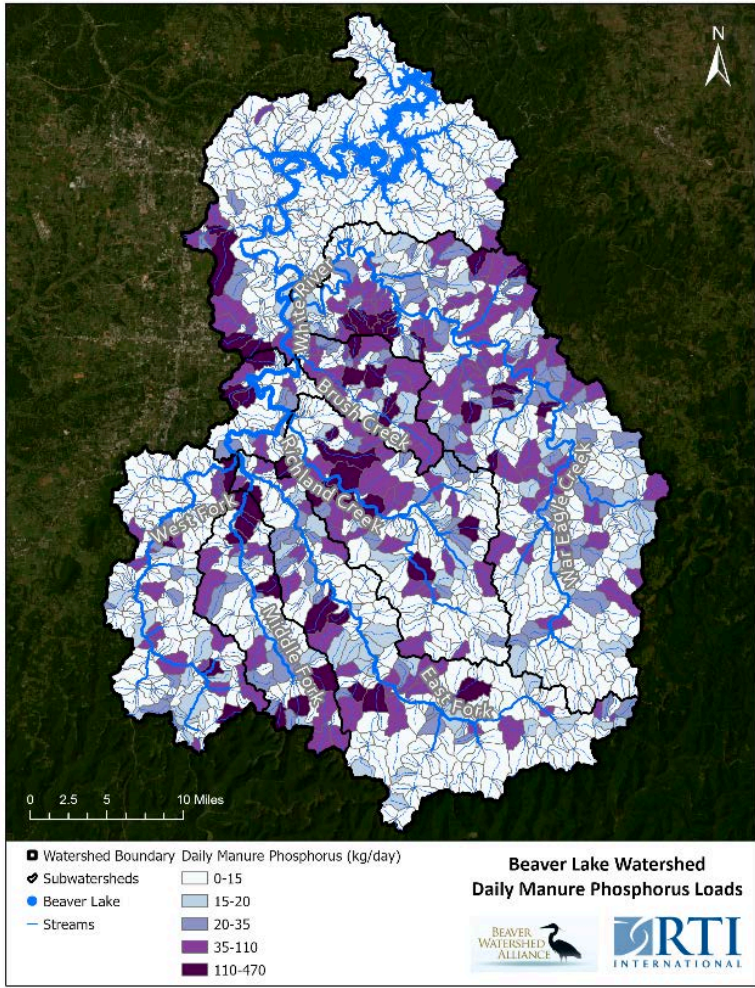 N
White River
Brush Creek
Richland Creek
War Eagle Creek
West Fork
Middle Fork
East Fork
0 2.5 5 10 Miles
Watershed Boundary
Subwatersheds
Beaver Lake
Streams
Daily Manure Phosphorus (kg/day)
0-15
15-20
20-35
35-110
110-470
Beaver Lake Watershed
Daily Manure Phosphorus Loads
BEAVER
WATERSHED
ALLIANCE
RTI
INTERNATIONAL